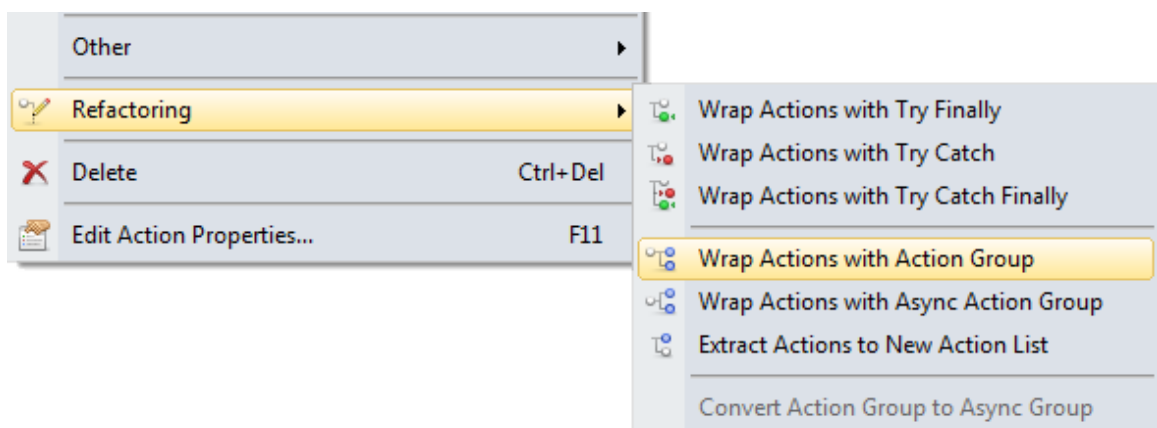 Other
Refactoring
Delete Ctrl+Del
Edit Action Properties... F11
Wrap Actions with Try Finally
Wrap Actions with Try Catch
Wrap Actions with Try Catch Finally
Wrap Actions with Action Group
Wrap Actions with Async Action Group
Extract Actions to New Action List
Convert Action Group to Async Group